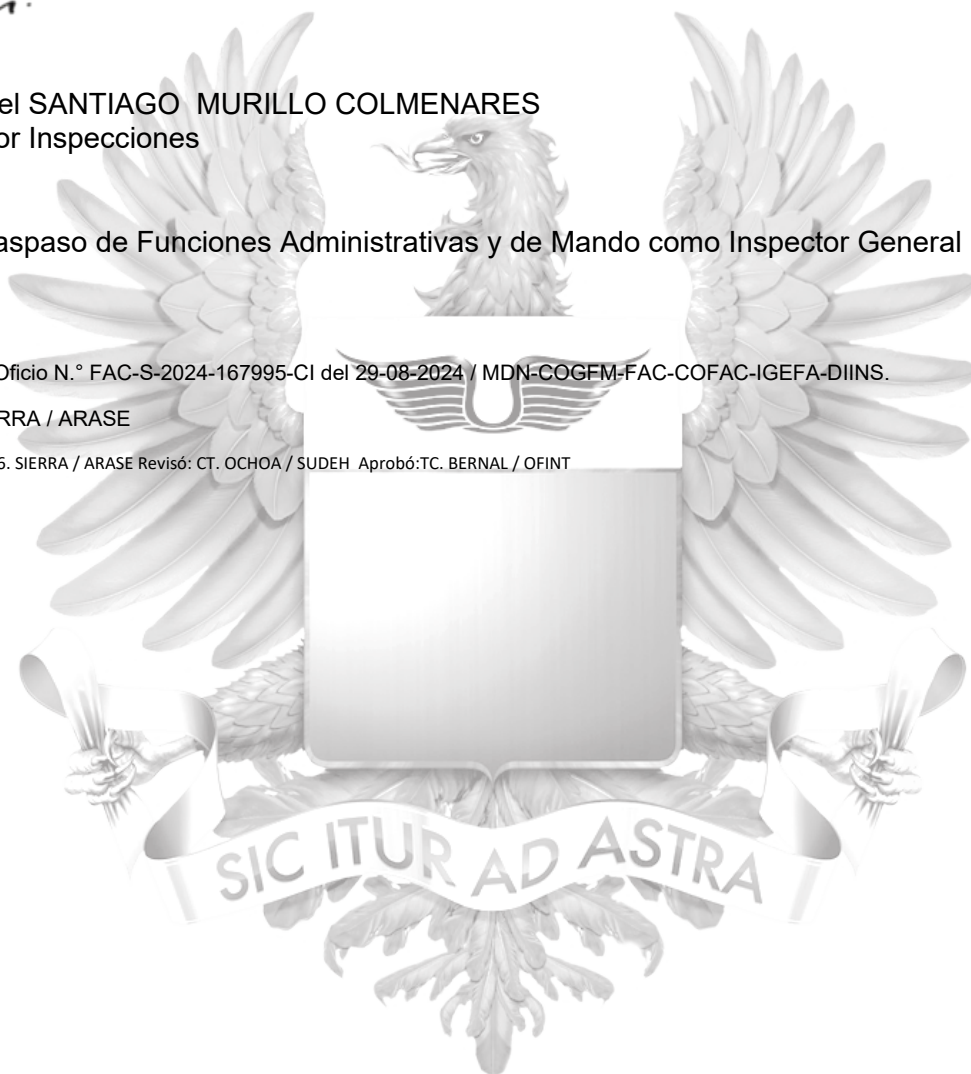 el SANTIAGO MURILLO COLMENARES
or Inspecciones
aspaso de Funciones Administrativas y de Mando como Inspector General
Oficio N.° FAC-S-2024-167995-CI del 29-08-2024 / MDN-COGFM-FAC-COFAC-IGEFA-DIINS.
RRA / ARASE
6. SIERRA / ARASE Revisó: CT. OCHOA / SUDEH Aprobó:TC. BERNAL / OFINT
SIC ITUR AD ASTRA